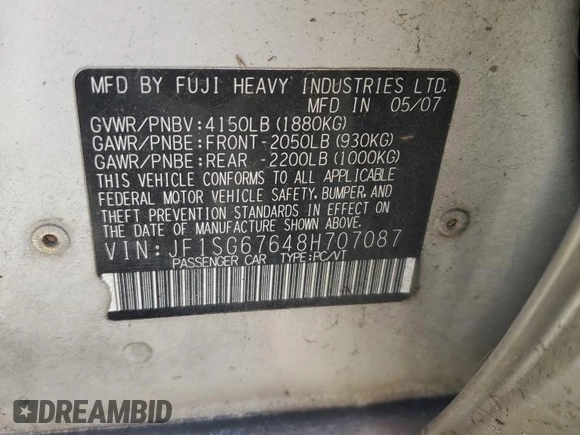 MFD BY FUJI HEAVY INDUSTRIES LTD.
MFD IN 05/07
GVWR/PNBV:4150LB(1880KG)
GAWR/PNBE:FRONT-2050LB(930KG)
GAWR/PNBE:REAR -2200LB(1000KG)
THIS VEHICLE CONFORMS TO ALL APPLICABLE
FEDERAL MOTOR VEHICLE SAFETY, BUMPER, AND
THEFT PREVENTION STANDARDS IN EFFECT ON
THE DATE OF MANUFACTURE SHOWN ABOVE.
VIN:JF1SG67648H707087
PASSENGER CAR TYPE:PC/VT
DREAMBID